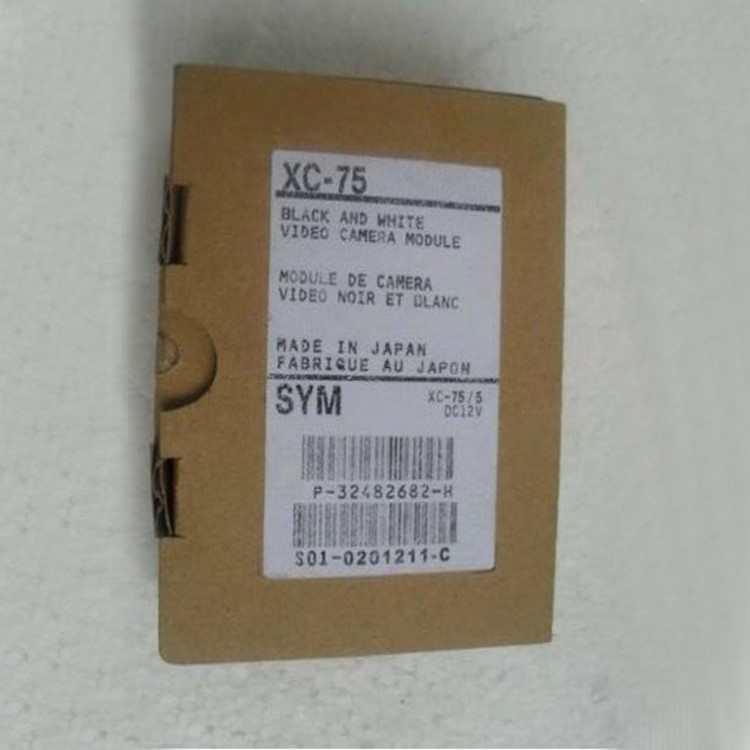 XC-75
BLACK AND WHITE
VIDEO CAMERA MODULE
MODULE DE CAMERA
VIDEO NOIR ET BLANC
MADE IN JAPAN
FABRIQUE AU JAPON
SYM
XC-75/5
DC12V
P-32482682-H
S01-0201211-C